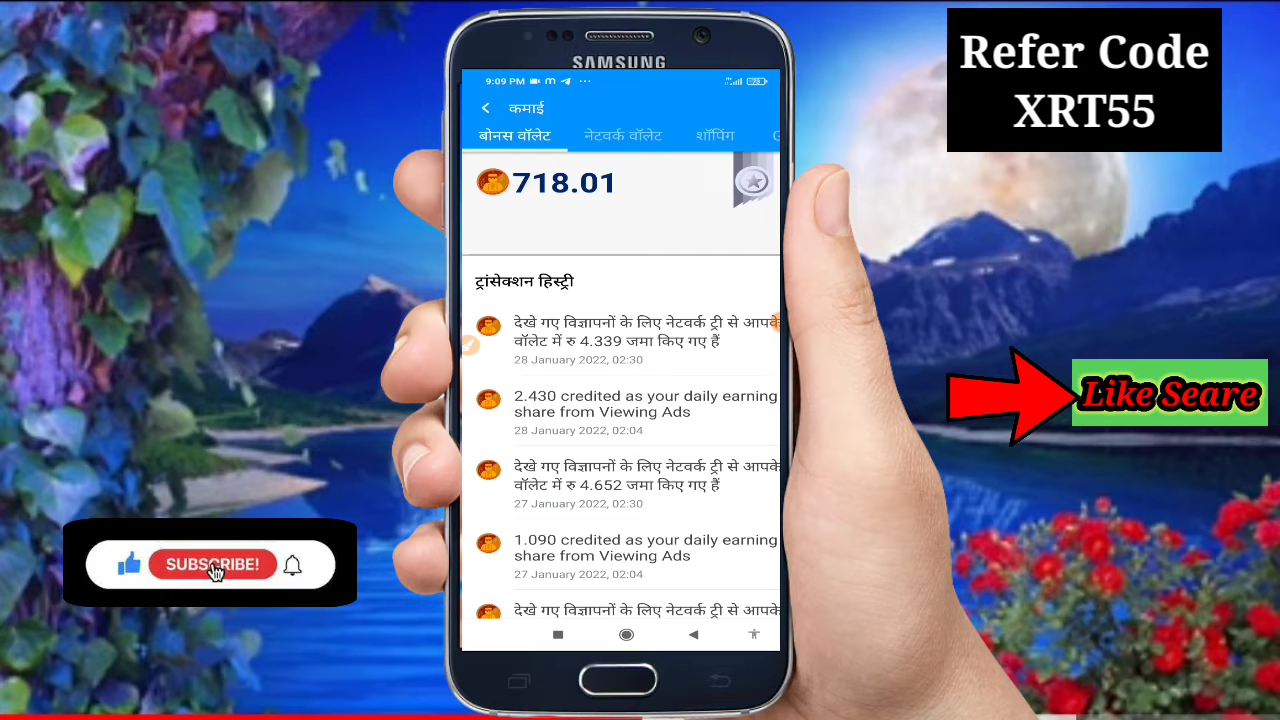 Refer Code
XRT55
SAMSUNG
9:09 PM
कमाई
बोनस वॉलेट नेटवर्क वॉलेट शॉपिंग
718.01
ट्रांसेक्शन हिस्ट्री
देखे गए विज्ञापनों के लिए नेटवर्क ट्री से आपके
वॉलेट में रु 4.339 जमा किए गए हैं
28 January 2022, 02:30
2.430 credited as your daily earning
share from Viewing Ads
28 January 2022, 02:04
देखे गए विज्ञापनों के लिए नेटवर्क ट्री से आपके
वॉलेट में रु 4.652 जमा किए गए हैं
27 January 2022, 02:30
1.090 credited as your daily earning
share from Viewing Ads
27 January 2022, 02:04
देखे गए विज्ञापनों के लिए नेटवर्क ट्री से आपके
Like Seare
SUBSCRIBE!